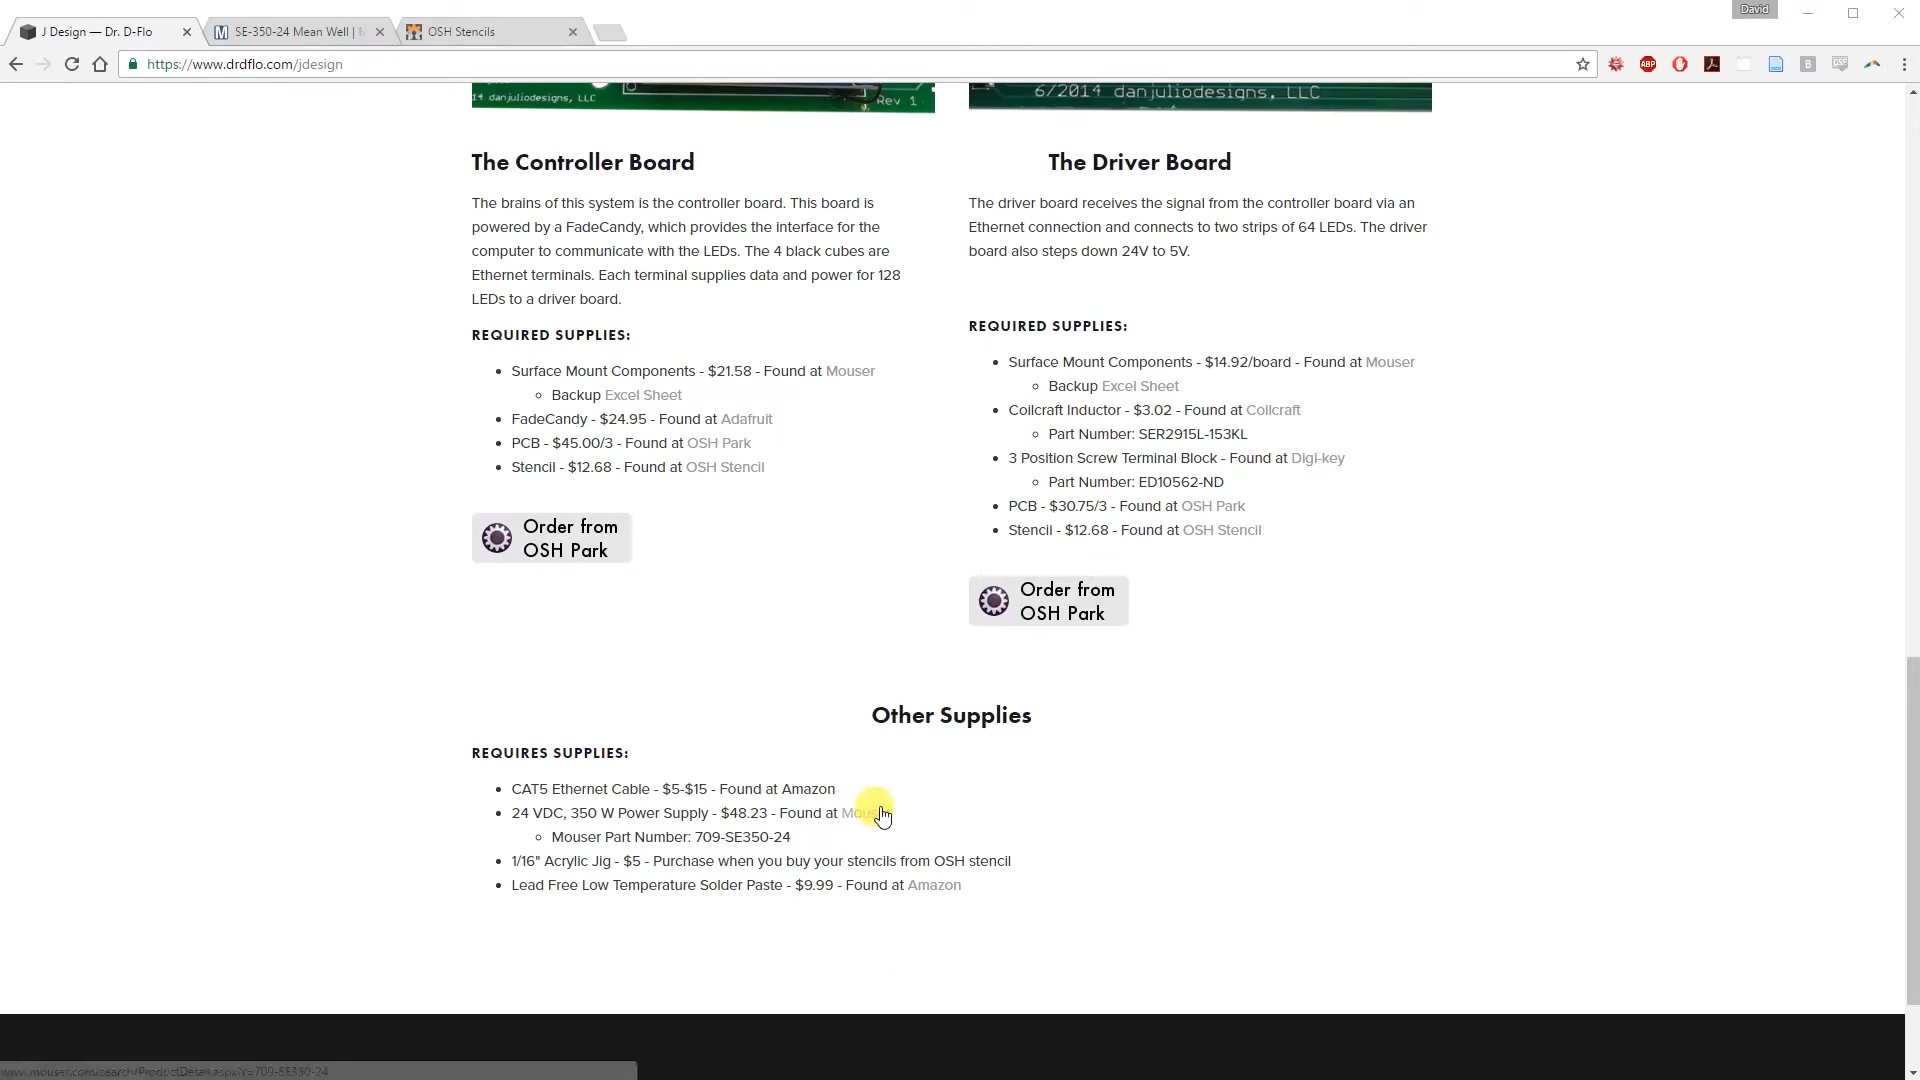 David
J Design — Dr. D-Flo
SE-350-24 Mean Well |
OSH Stencils
https://www.drdflo.com/jdesign
ABP
14 danjuliodesigns, LLC
Rev 1
6/2014 danjuliodesigns, LLC
The Controller Board
The brains of this system is the controller board. This board is
powered by a FadeCandy, which provides the interface for the
computer to communicate with the LEDs. The 4 black cubes are
Ethernet terminals. Each terminal supplies data and power for 128
LEDs to a driver board.
REQUIRED SUPPLIES:
Surface Mount Components - $21.58 - Found at Mouser
Backup Excel Sheet
FadeCandy - $24.95 - Found at Adafruit
PCB - $45.00/3 - Found at OSH Park
Stencil - $12.68 - Found at OSH Stencil
Order from
OSH Park
The Driver Board
The driver board receives the signal from the controller board via an
Ethernet connection and connects to two strips of 64 LEDs. The driver
board also steps down 24V to 5V.
REQUIRED SUPPLIES:
Surface Mount Components - $14.92/board - Found at Mouser
Backup Excel Sheet
Coilcraft Inductor - $3.02 - Found at Coilcraft
Part Number: SER2915L-153KL
3 Position Screw Terminal Block - Found at Digi-key
Part Number: ED10562-ND
PCB - $30.75/3 - Found at OSH Park
Stencil - $12.68 - Found at OSH Stencil
Order from
OSH Park
Other Supplies
REQUIRES SUPPLIES:
CAT5 Ethernet Cable - $5-$15 - Found at Amazon
24 VDC, 350 W Power Supply - $48.23 - Found at
Mouser Part Number: 709-SE350-24
1/16" Acrylic Jig - $5 - Purchase when you buy your stencils from OSH stencil
Lead Free Low Temperature Solder Paste - $9.99 - Found at Amazon
www.mouser.com/search/ProductDetail.aspx?r=709-SE350-24